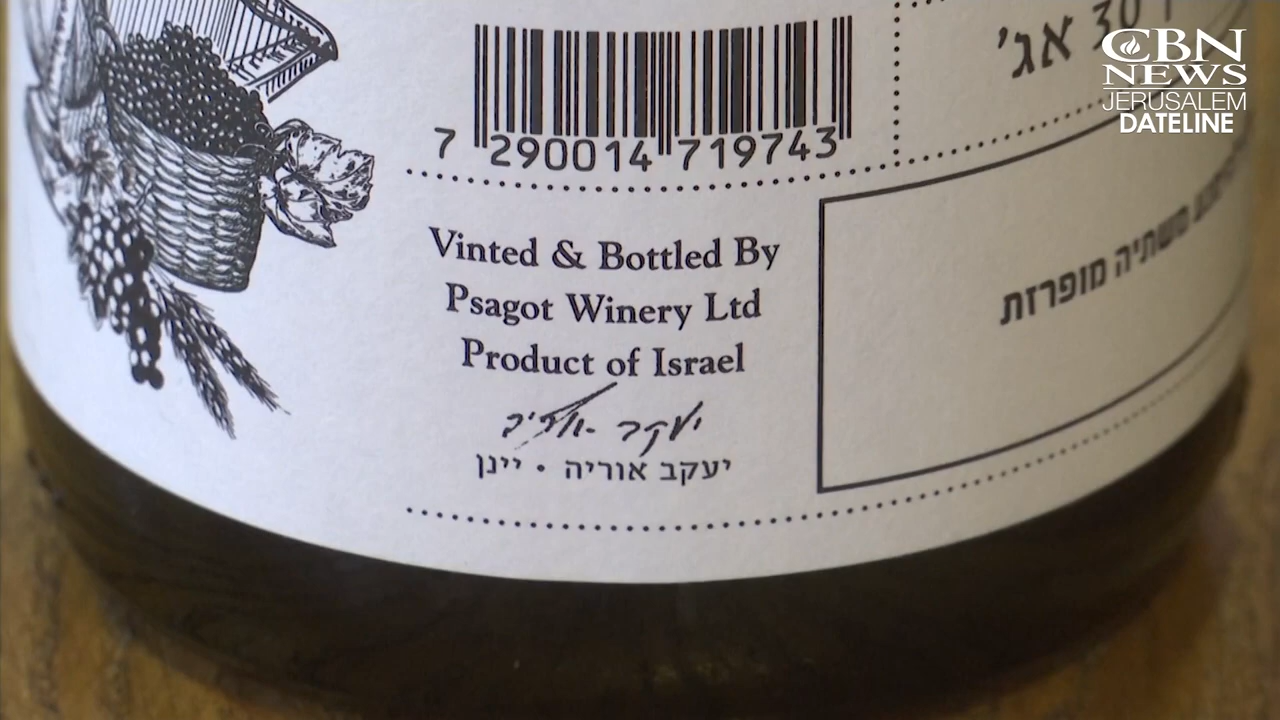 CBN
NEWS
JERUSALEM
DATELINE
30 אג'
7 290014 719743
Vinted & Bottled By
Psagot Winery Ltd
Product of Israel
יעקב אוריה • יינן
משתיה מופרזת